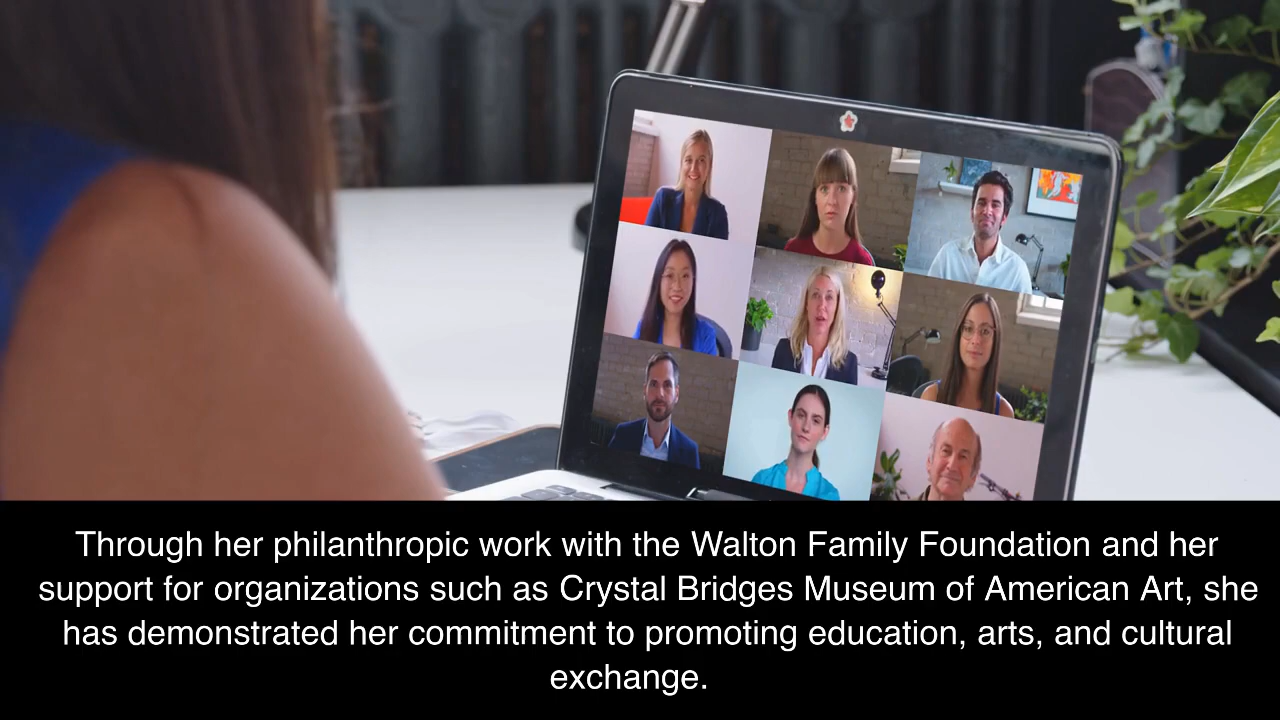 Through her philanthropic work with the Walton Family Foundation and her
support for organizations such as Crystal Bridges Museum of American Art, she
has demonstrated her commitment to promoting education, arts, and cultural
exchange.